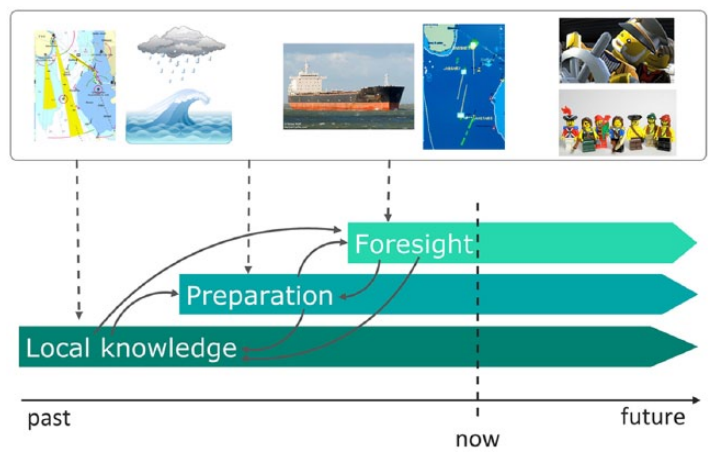 Foresight
Preparation
Local knowledge
past
now
future